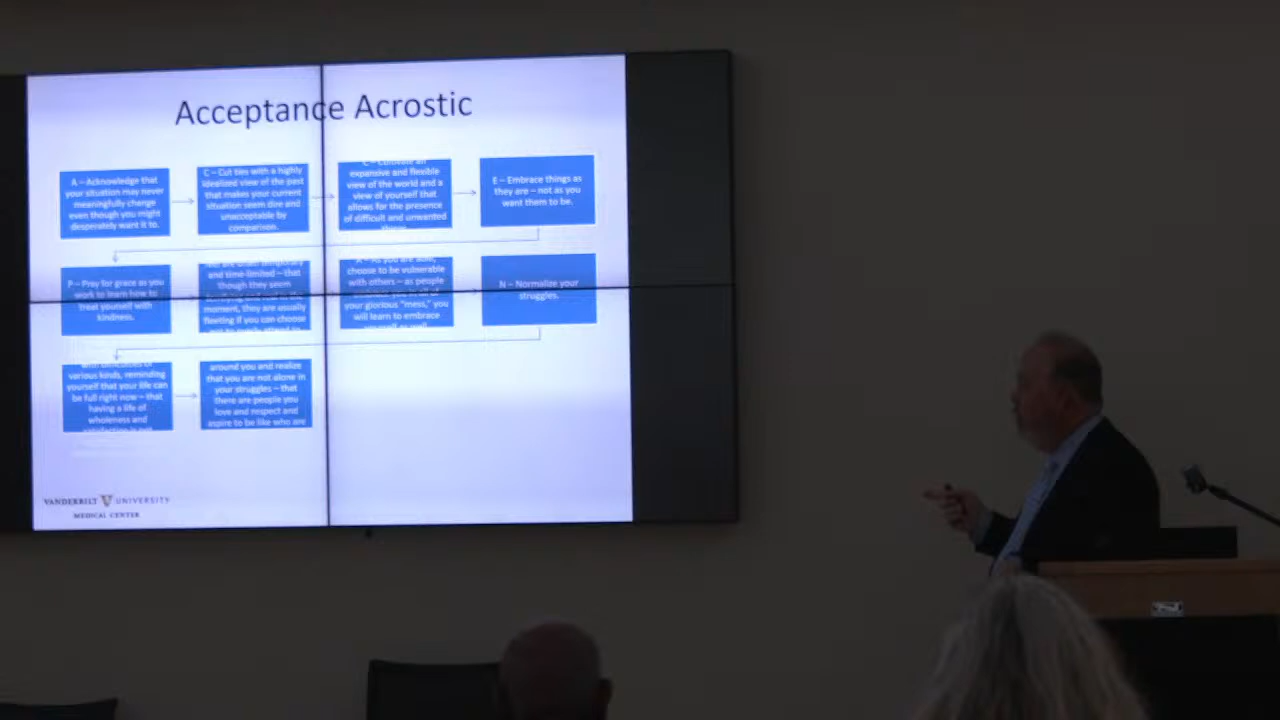 Acceptance Acrostic
A – Acknowledge that
your situation may never
meaningfully change
even though you might
desperately want it to.
C – Cut ties with a highly
idealized view of the past
that makes your current
situation seem dire and
unacceptable by
comparison.
C – Cultivate an
expansive and flexible
view of the world and a
view of yourself that
allows for the presence
of difficult and unwanted
E – Embrace things as
they are – not as you
want them to be.
P – Pray for grace as you
work to learn how to
treat yourself with
kindness.
and time-limited – that
though they seem
moment, they are usually
fleeting if you can choose
choose to be vulnerable
with others – as people
your glorious "mess," you
will learn to embrace
N – Normalize your
struggles.
with difficulties of
various kinds, reminding
yourself that your life can
be full right now – that
having a life of
wholeness and
satisfaction is not
around you and realize
that you are not alone in
your struggles – that
there are people you
love and respect and
aspire to be like who are
VANDERBILT V UNIVERSITY
MEDICAL CENTER